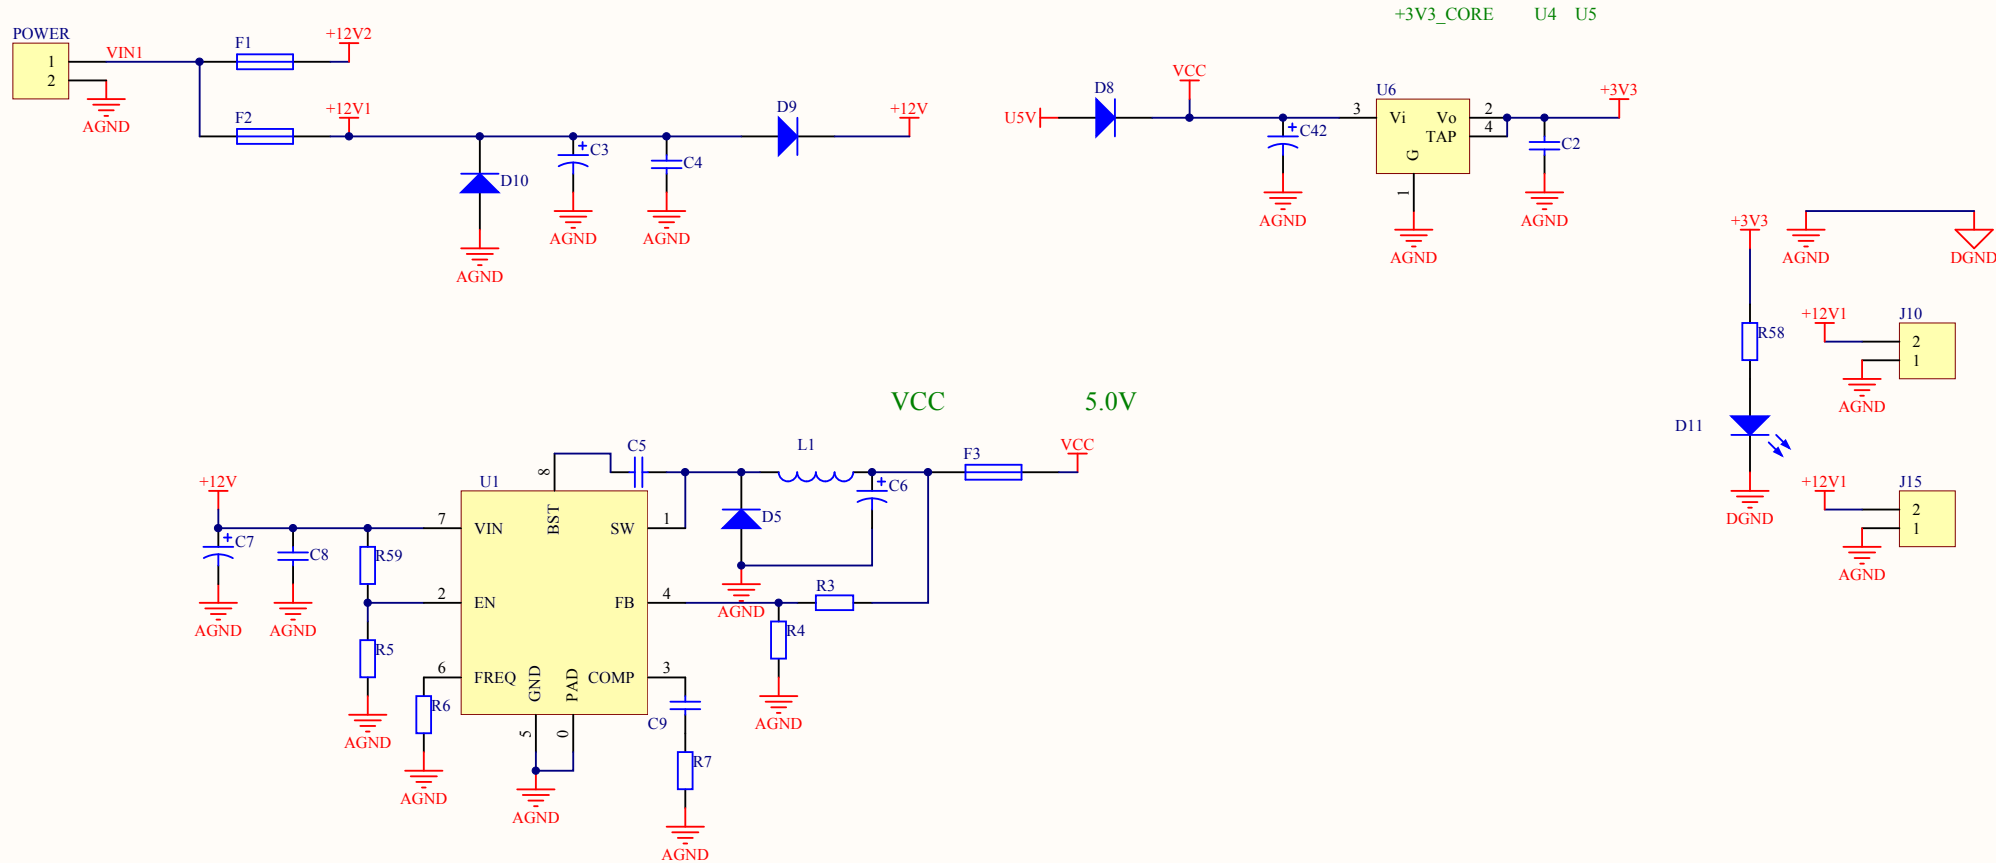 +3V3_CORE U4 U5
POWER
1
2
VIN1
AGND
F1
+12V2
F2
+12V1
D9
+12V
D10
AGND
C3
AGND
C4
AGND
U5V
D8
VCC
C42
AGND
U6
3
Vi
Vo
2
TAP
4
G
1
AGND
+3V3
C2
AGND
+3V3
R58
D11
DGND
AGND
DGND
+12V1
J10
2
1
AGND
+12V1
J15
2
1
AGND
VCC 5.0V
+12V
C7
AGND
C8
AGND
R59
R5
AGND
R6
AGND
U1
7
VIN
2
EN
6
FREQ
8
BST
SW
1
FB
4
COMP
3
GND
5
PAD
0
AGND
C5
L1
D5
AGND
C6
F3
VCC
R3
R4
AGND
C9
R7
AGND